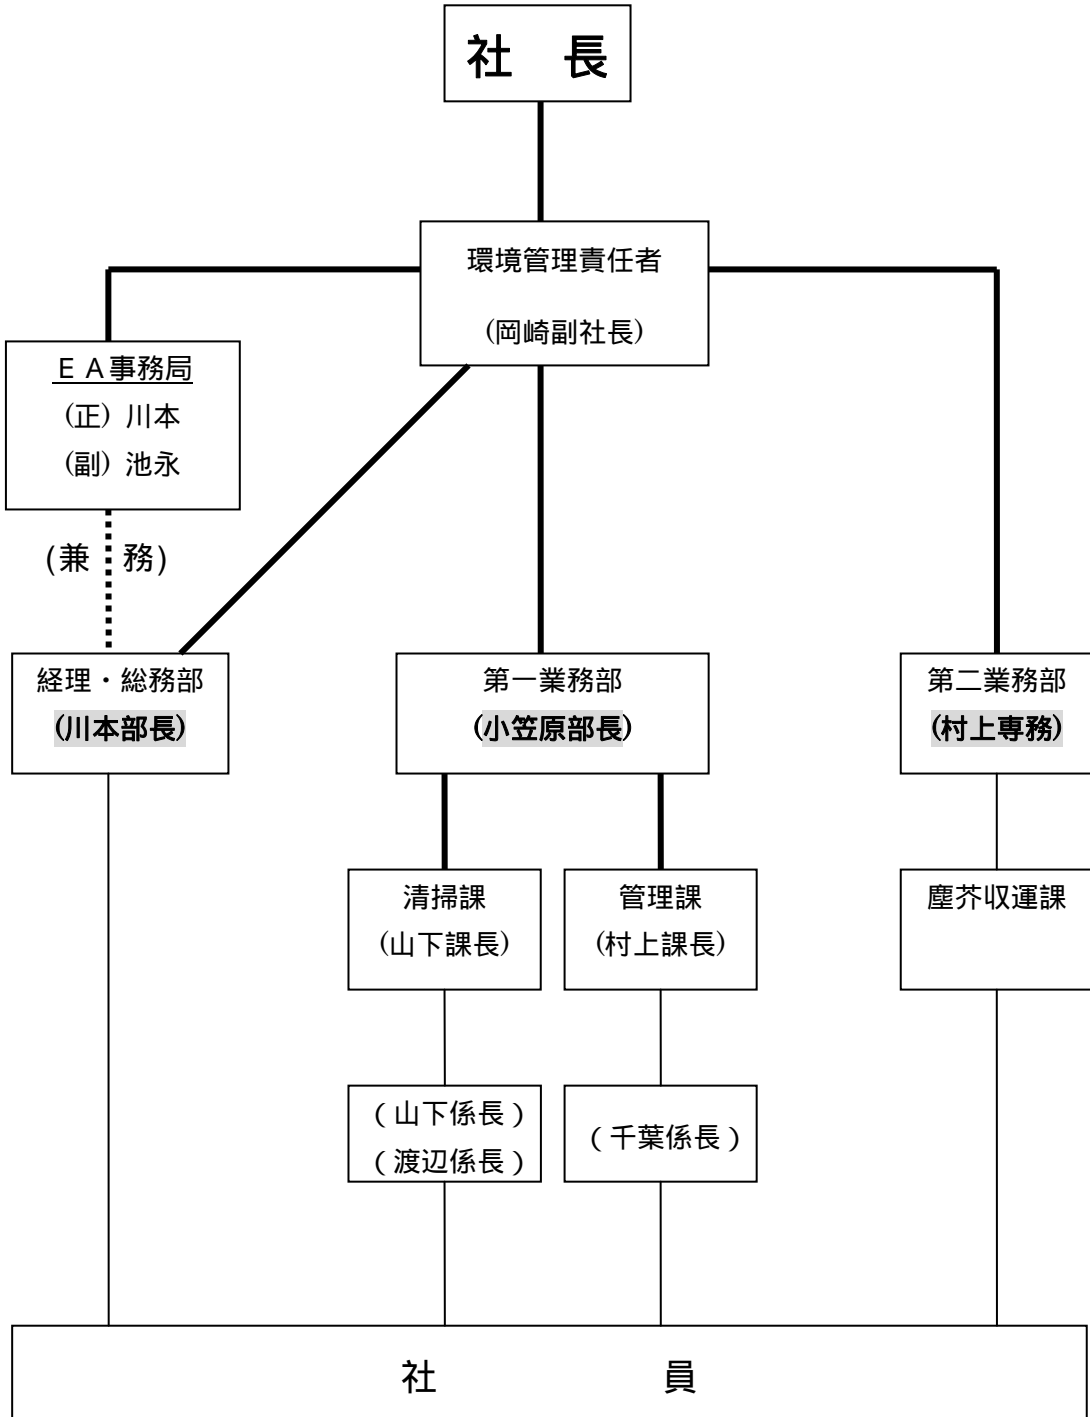 社　長
環境管理責任者
(岡崎副社長)
ＥＡ事務局
(正) 川本
(副) 池永
(兼　務)
経理・総務部
(川本部長)
第一業務部
(小笠原部長)
第二業務部
(村上専務)
清掃課
(山下課長)
管理課
(村上課長)
塵芥収運課
（山下係長）
（渡辺係長）
（千葉係長）
社　　　員